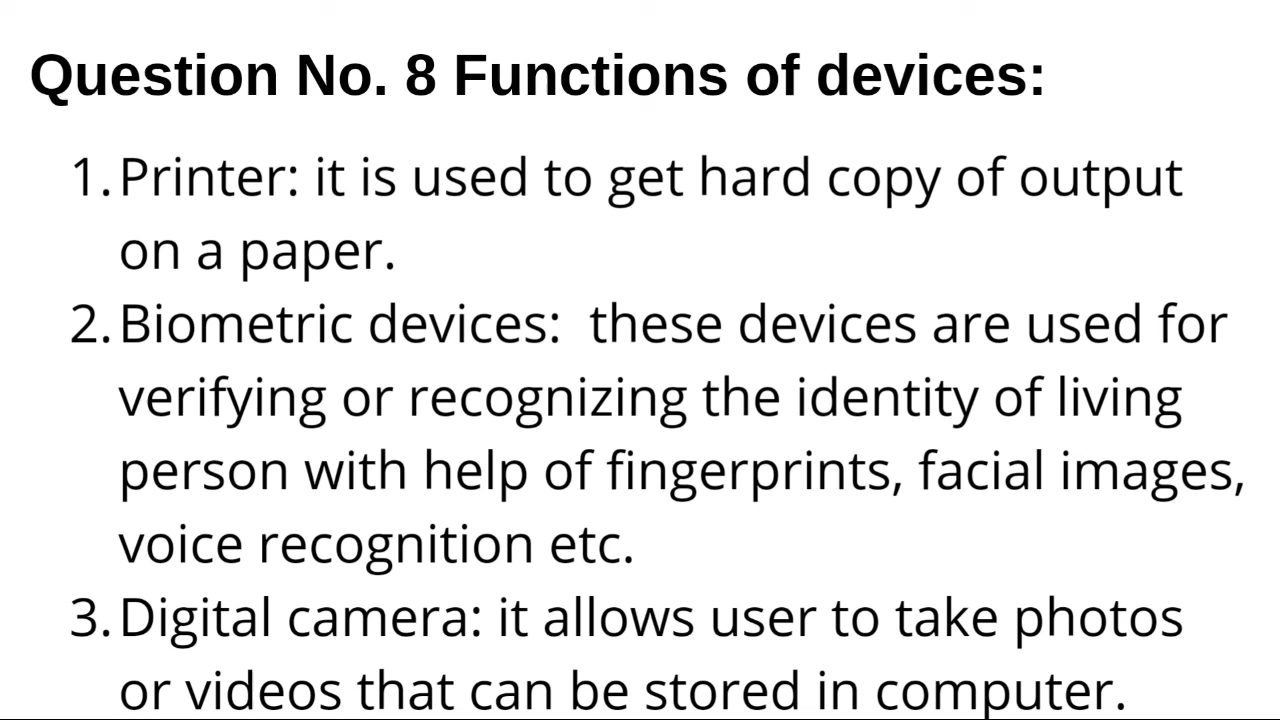 Question No. 8 Functions of devices:
1. Printer: it is used to get hard copy of output
on a paper.
2. Biometric devices:  these devices are used for
verifying or recognizing the identity of living
person with help of fingerprints, facial images,
voice recognition etc.
3. Digital camera: it allows user to take photos
or videos that can be stored in computer.